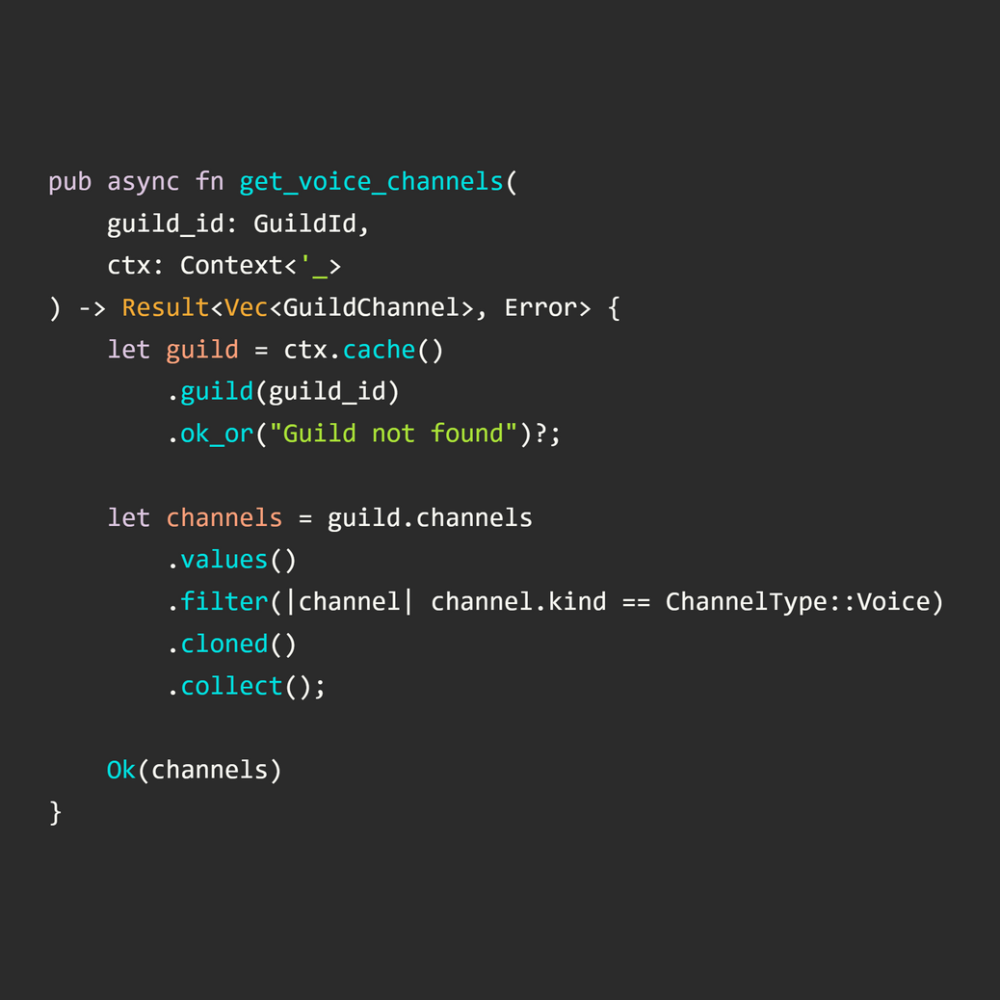 pub async fn get_voice_channels(
    guild_id: GuildId,
    ctx: Context<'_>
) -> Result<Vec<GuildChannel>, Error> {
    let guild = ctx.cache()
        .guild(guild_id)
        .ok_or("Guild not found")?;

    let channels = guild.channels
        .values()
        .filter(|channel| channel.kind == ChannelType::Voice)
        .cloned()
        .collect();

    Ok(channels)
}